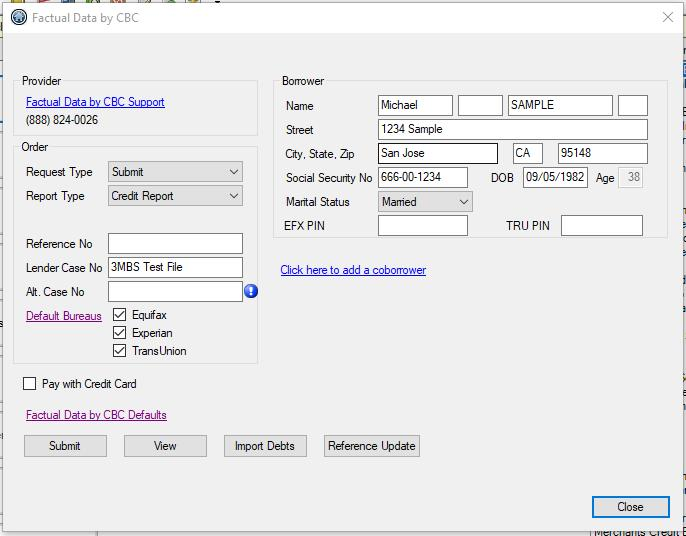 Factual Data by CBC
Provider
Factual Data by CBC Support
(888) 824-0026
Order
Request Type Submit
Report Type Credit Report
Reference No
Lender Case No 3MBS Test File
Alt. Case No
Default Bureaus Equifax
Experian
TransUnion
Pay with Credit Card
Factual Data by CBC Defaults
Submit View Import Debts Reference Update
Borrower
Name Michael SAMPLE
Street 1234 Sample
City, State, Zip San Jose CA 95148
Social Security No 666-00-1234 DOB 09/05/1982 Age 38
Marital Status Married
EFX PIN TRU PIN
Click here to add a coborrower
Close